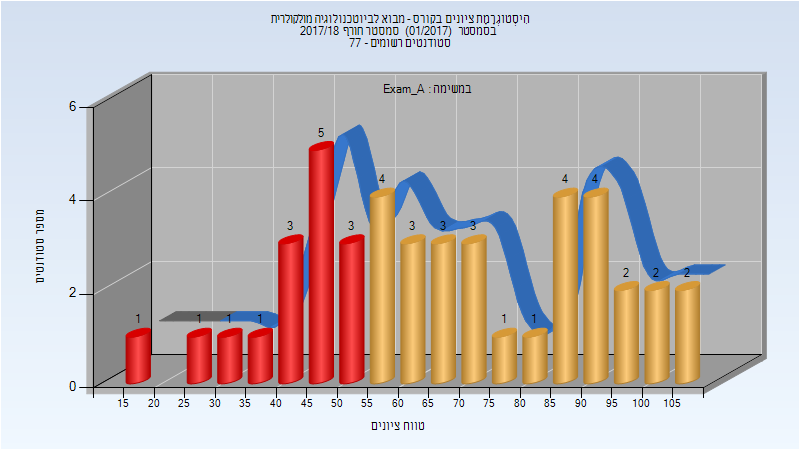 היסטוגרמת ציונים בקורס - מבוא לביוטכנולוגיה מולקולרית
בסמסטר (01/2017) סמסטר חורף 2017/18
סטודנטים רשומים - 77
במשימה : Exam_A
מספר סטודנטים
6
4
2
0
1 1 1 1 3 5 3 4 3 3 3 1 1 4 4 2 2 2
15 20 25 30 35 40 45 50 55 60 65 70 75 80 85 90 95 100 105
טווח ציונים